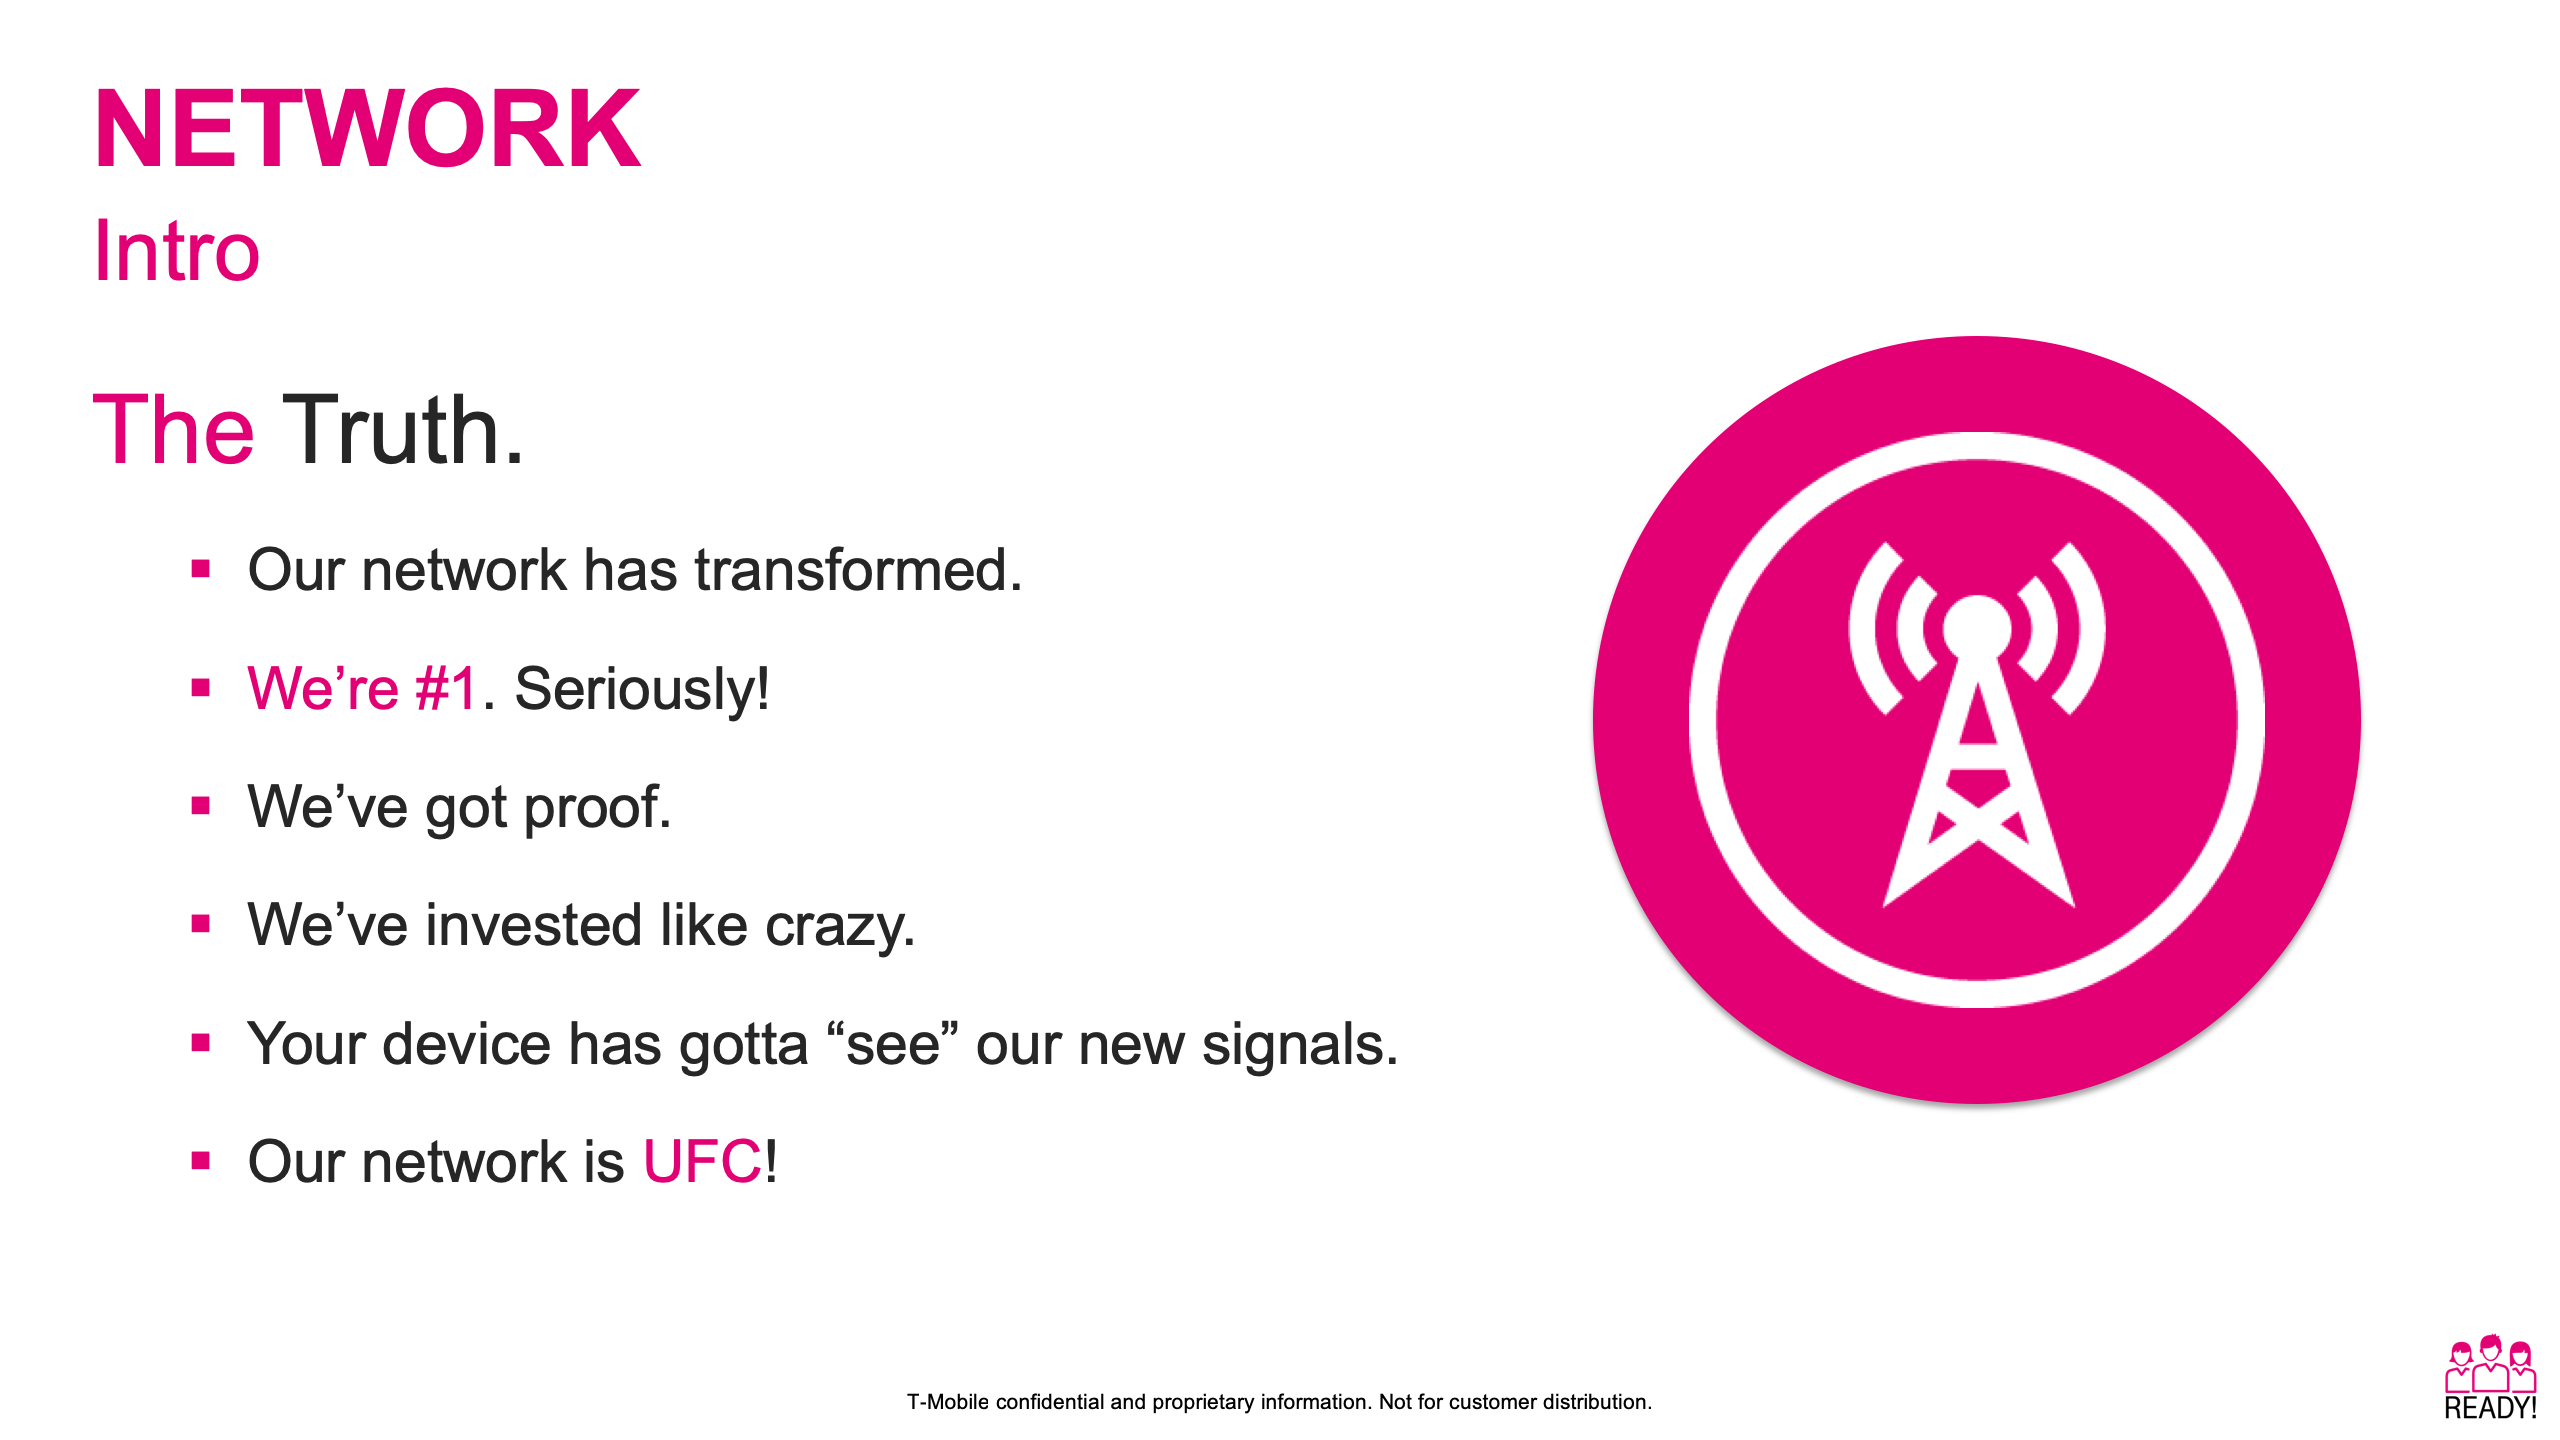 NETWORK
Intro
The Truth.
▪ Our network has transformed.
▪ We’re #1. Seriously!
▪ We’ve got proof.
▪ We’ve invested like crazy.
▪ Your device has gotta “see” our new signals.
▪ Our network is UFC!
T-Mobile confidential and proprietary information. Not for customer distribution.
READY!